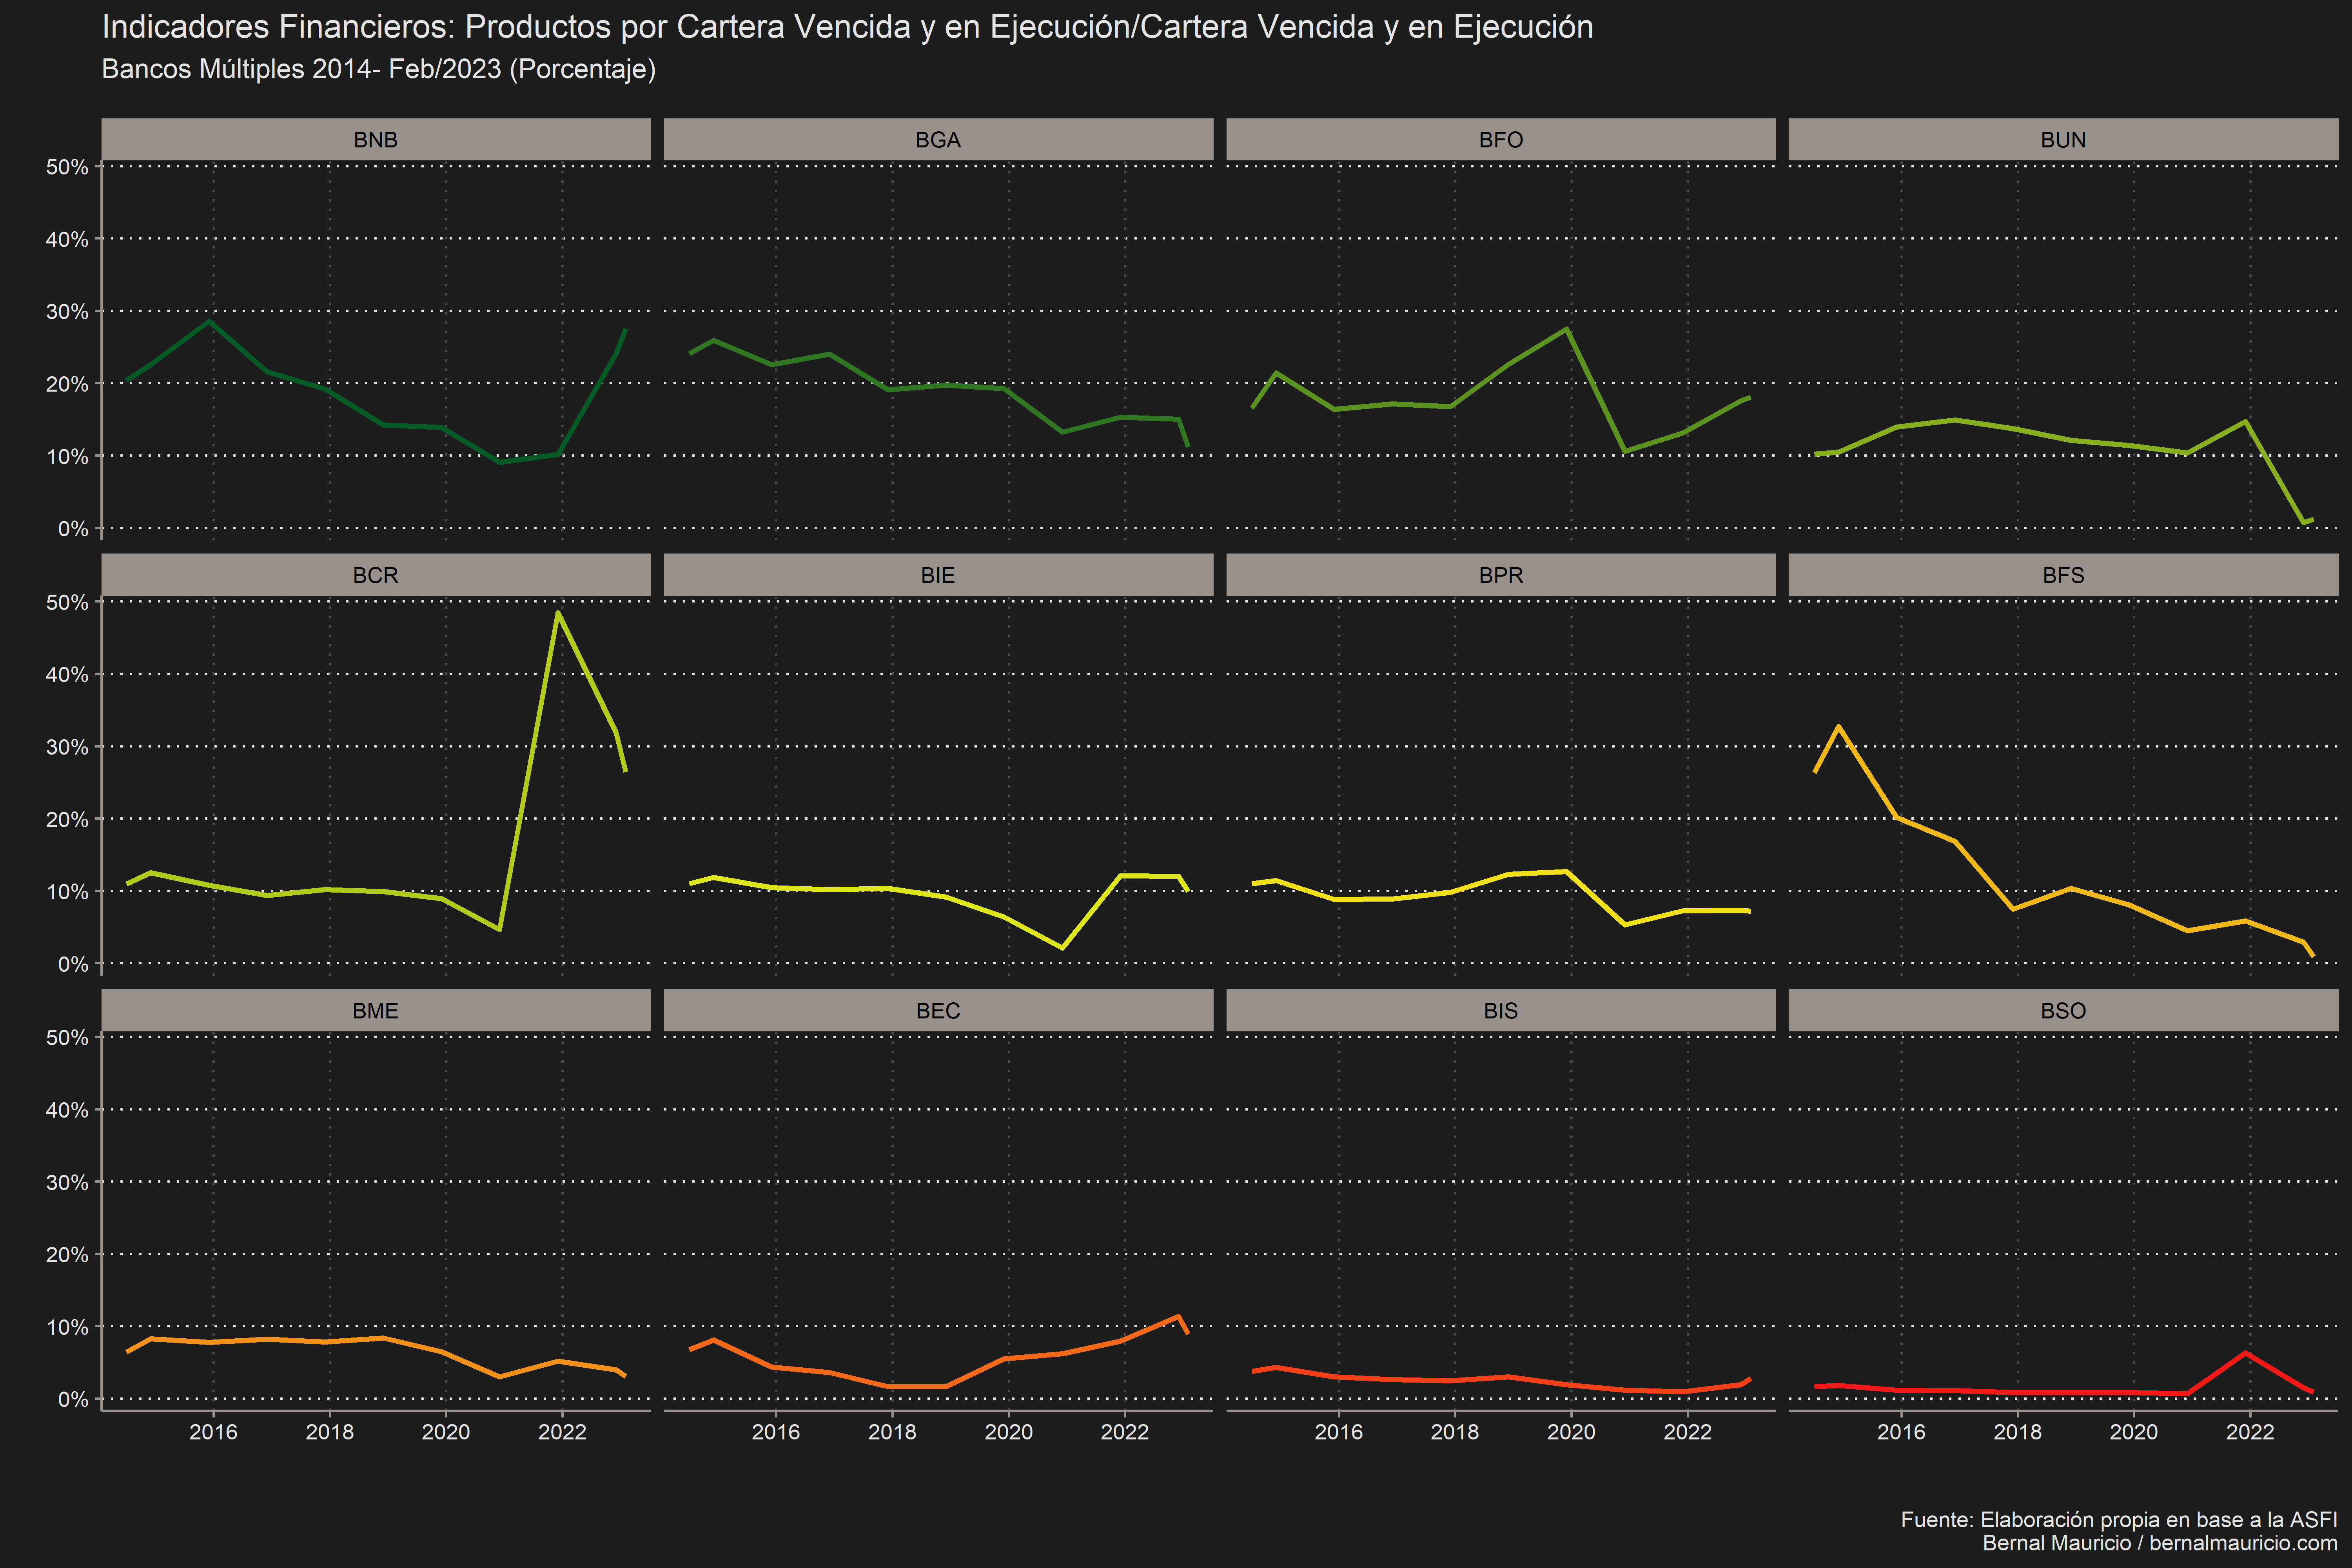 Indicadores Financieros: Productos por Cartera Vencida y en Ejecución/Cartera Vencida y en Ejecución
Bancos Múltiples 2014- Feb/2023 (Porcentaje)
BNB BGA BFO BUN
50%
40%
30%
20%
10%
0%
BCR BIE BPR BFS
50%
40%
30%
20%
10%
0%
BME BEC BIS BSO
50%
40%
30%
20%
10%
0%
2016 2018 2020 2022 2016 2018 2020 2022 2016 2018 2020 2022 2016 2018 2020 2022
Fuente: Elaboración propia en base a la ASFI
Bernal Mauricio / bernalmauricio.com